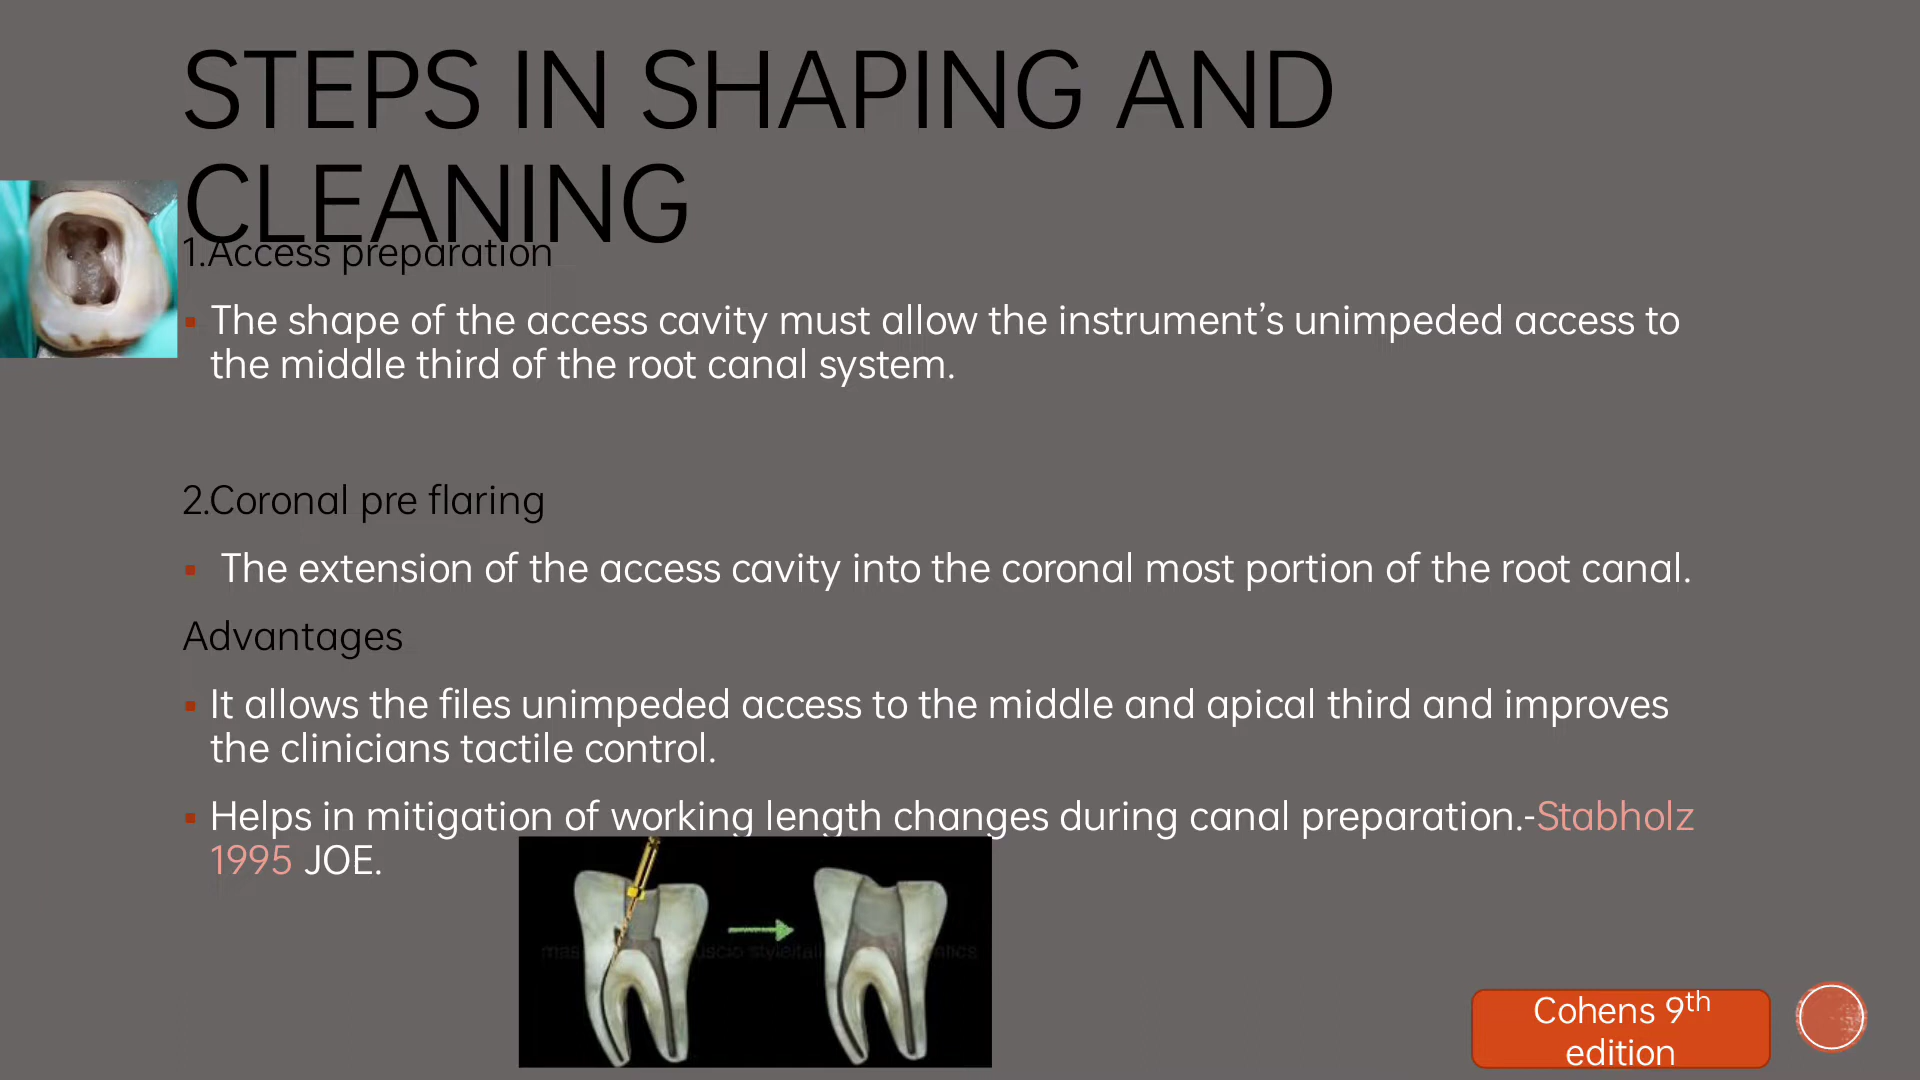 STEPS IN SHAPING AND
CLEANING
1.Access preparation
▪ The shape of the access cavity must allow the instrument’s unimpeded access to
the middle third of the root canal system.
2.Coronal pre flaring
▪ The extension of the access cavity into the coronal most portion of the root canal.
Advantages
▪ It allows the files unimpeded access to the middle and apical third and improves
the clinicians tactile control.
▪ Helps in mitigation of working length changes during canal preparation.-Stabholz
1995 JOE.
Cohens 9th
edition